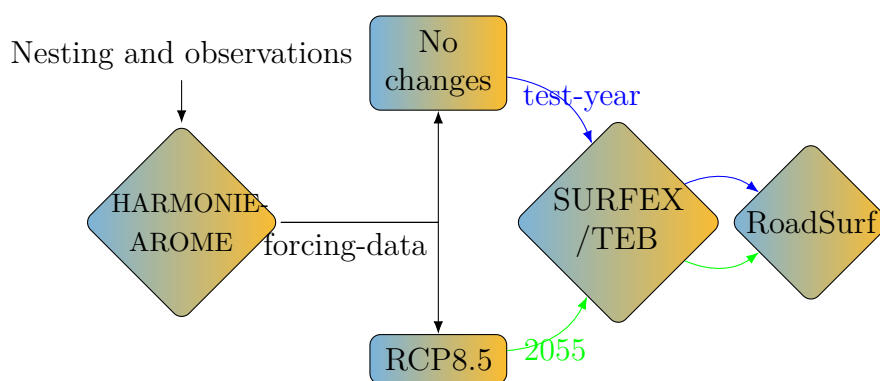 Nesting and observations
No
changes
test-year
HARMONIE-
AROME
forcing-data
SURFEX
/TEB
RoadSurf
RCP8.5
2055